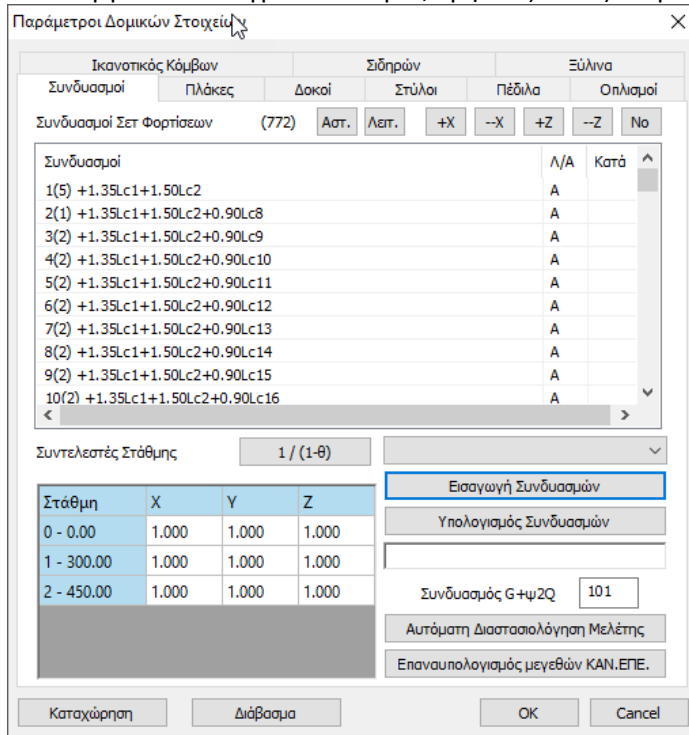 Παράμετροι Δομικών Στοιχείων
Ικανοτικός Κόμβων Σιδηρών Ξύλινα
Συνδυασμοί Πλάκες Δοκοί Στύλοι Πέδιλα Οπλισμοί
Συνδυασμοί Σετ Φορτίσεων (772) Αστ. Λειτ. +X --X +Z --Z No
Συνδυασμοί Λ/Α Κατά
1(5) +1.35Lc1+1.50Lc2 Α
2(1) +1.35Lc1+1.50Lc2+0.90Lc8 Α
3(2) +1.35Lc1+1.50Lc2+0.90Lc9 Α
4(2) +1.35Lc1+1.50Lc2+0.90Lc10 Α
5(2) +1.35Lc1+1.50Lc2+0.90Lc11 Α
6(2) +1.35Lc1+1.50Lc2+0.90Lc12 Α
7(2) +1.35Lc1+1.50Lc2+0.90Lc13 Α
8(2) +1.35Lc1+1.50Lc2+0.90Lc14 Α
9(2) +1.35Lc1+1.50Lc2+0.90Lc15 Α
10(2) +1.35Lc1+1.50Lc2+0.90Lc16 Α
Συντελεστές Στάθμης 1 / (1-θ)
Εισαγωγή Συνδυασμών
Υπολογισμός Συνδυασμών
Στάθμη X Y Z
0 - 0.00 1.000 1.000 1.000
1 - 300.00 1.000 1.000 1.000
2 - 450.00 1.000 1.000 1.000
Συνδυασμός G+ψ2Q 101
Αυτόματη Διαστασιολόγηση Μελέτης
Επαναυπολογισμός μεγεθών ΚΑΝ.ΕΠΕ.
Καταχώρηση Διάβασμα OK Cancel